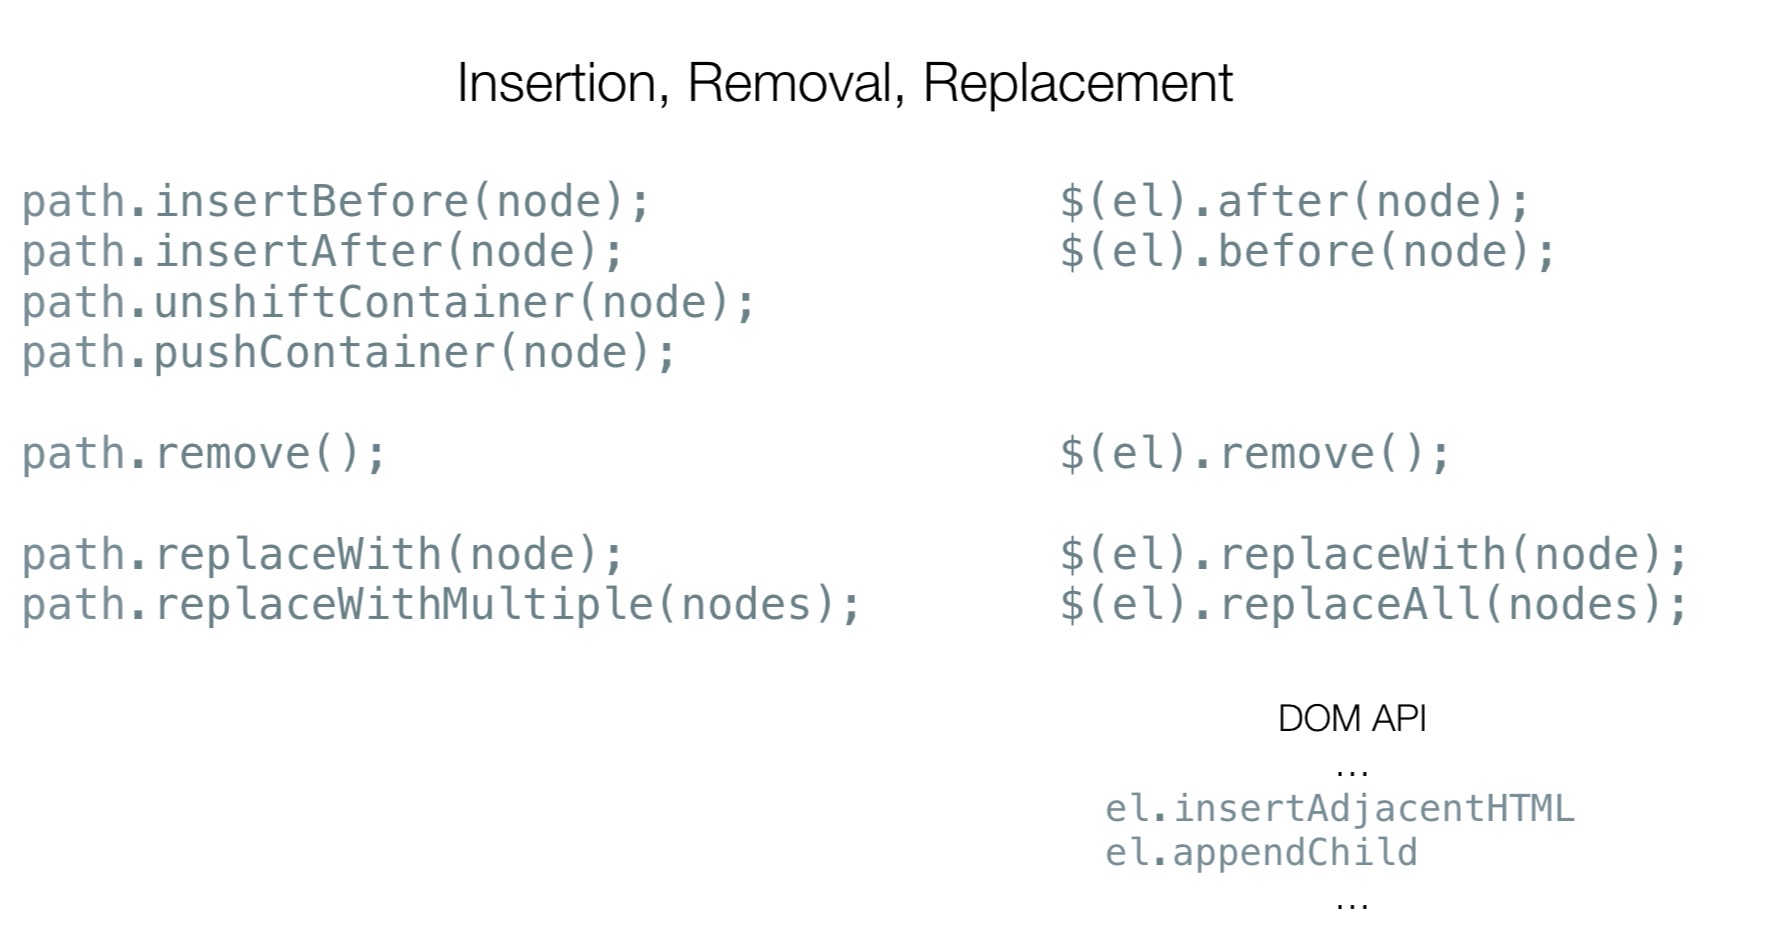 Insertion, Removal, Replacement
path.insertBefore(node);
path.insertAfter(node);
path.unshiftContainer(node);
path.pushContainer(node);
path.remove();
path.replaceWith(node);
path.replaceWithMultiple(nodes);
$(el).after(node);
$(el).before(node);
$(el).remove();
$(el).replaceWith(node);
$(el).replaceAll(nodes);
DOM API
...
el.insertAdjacentHTML
el.appendChild
...